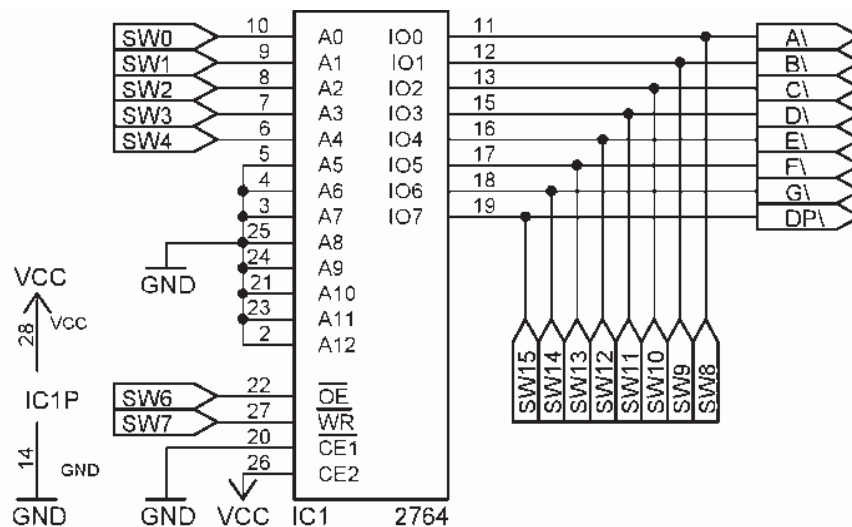 SW0 10 A0 IO0 11 A\
SW1 9 A1 IO1 12 B\
SW2 8 A2 IO2 13 C\
SW3 7 A3 IO3 15 D\
SW4 6 A4 IO4 16 E\
5 A5 IO5 17 F\
4 A6 IO6 18 G\
3 A7 IO7 19 DP\
25 A8
GND 24 A9
21 A10
23 A11
2 A12
VCC
28 VCC
IC1P
14 GND
GND
SW6 22 OE
SW7 27 WR
20 CE1
26 CE2
GND VCC IC1 2764
SW15
SW14
SW13
SW12
SW11
SW10
SW9
SW8